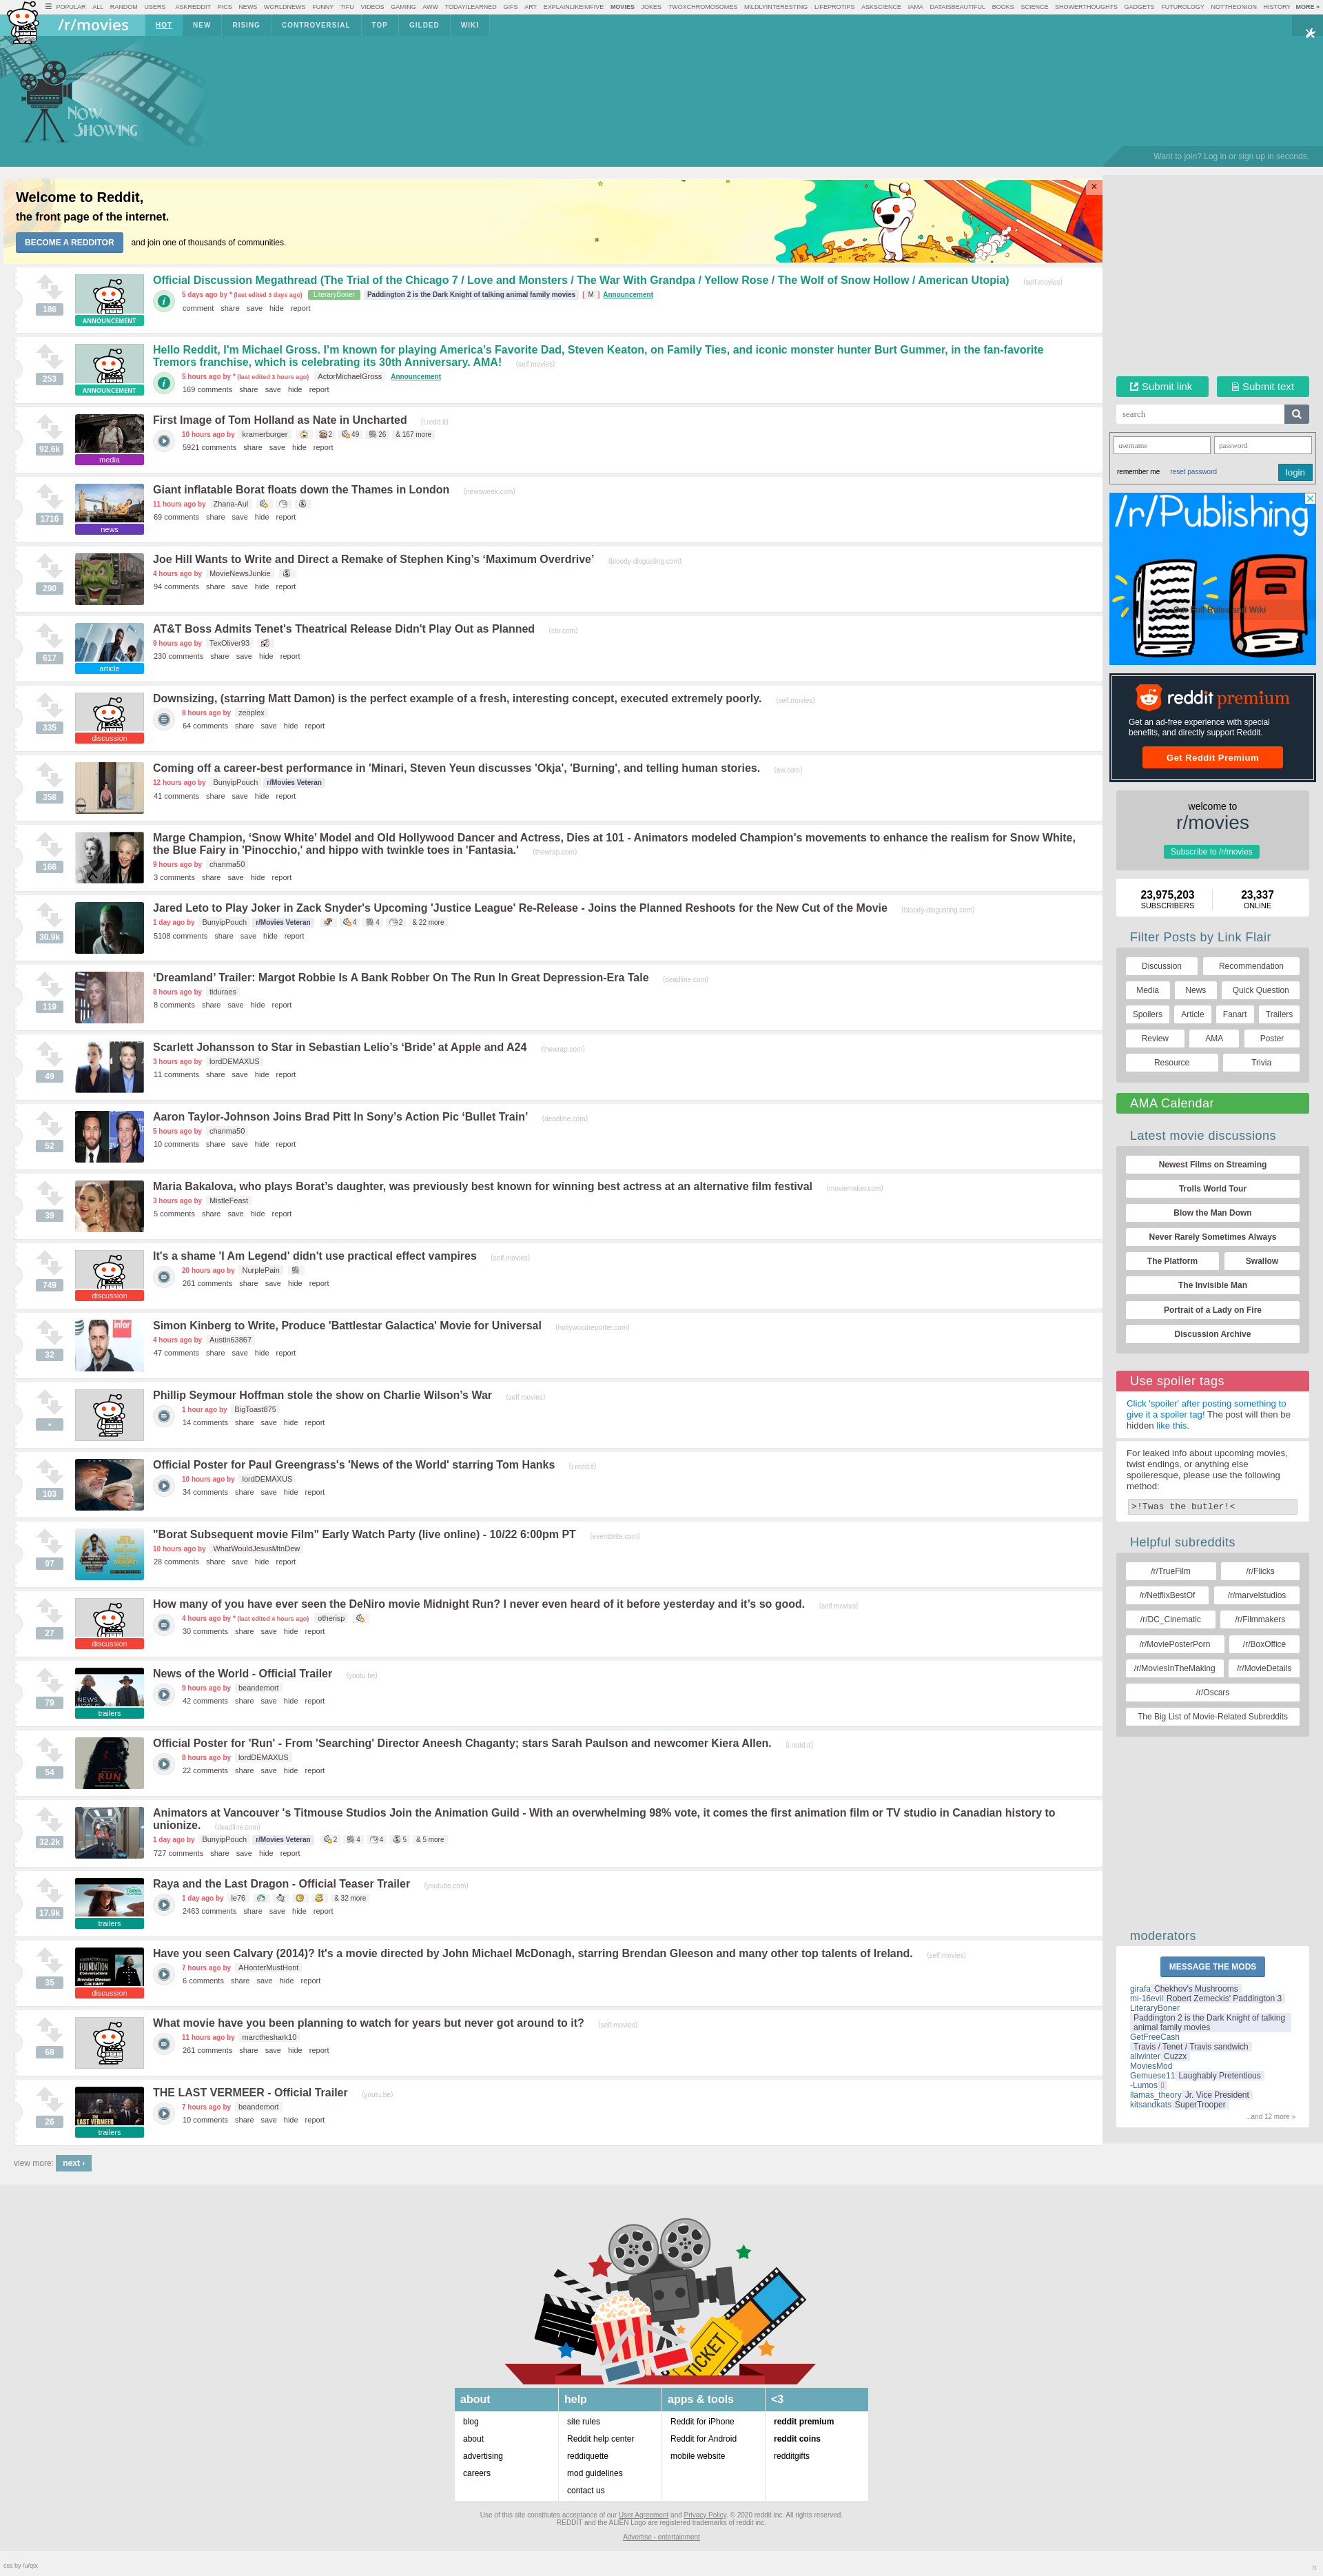 POPULAR ALL RANDOM USERS ASKREDDIT PICS NEWS WORLDNEWS FUNNY TIFU VIDEOS GAMING AWW TODAYILEARNED GIFS ART EXPLAINLIKEIMFIVE MOVIES JOKES TWOXCHROMOSOMES MILDLYINTERESTING LIFEPROTIPS ASKSCIENCE IAMA DATAISBEAUTIFUL BOOKS SCIENCE SHOWERTHOUGHTS GADGETS FUTUROLOGY NOTTHEONION HISTORY MORE »
/r/movies HOT NEW RISING CONTROVERSIAL TOP GILDED WIKI
NOW SHOWING
Want to join? Log in or sign up in seconds.
Welcome to Reddit,
the front page of the internet.
BECOME A REDDITOR and join one of thousands of communities.
Official Discussion Megathread (The Trial of the Chicago 7 / Love and Monsters / The War With Grandpa / Yellow Rose / The Wolf of Snow Hollow / American Utopia) (self.movies)
186
ANNOUNCEMENT
5 days ago by * (last edited 3 days ago) LiteraryBoner Paddington 2 is the Dark Knight of talking animal family movies [ M ] Announcement
comment share save hide report
Hello Reddit, I'm Michael Gross. I'm known for playing America's Favorite Dad, Steven Keaton, on Family Ties, and iconic monster hunter Burt Gummer, in the fan-favorite
Tremors franchise, which is celebrating its 30th Anniversary. AMA! (self.movies)
253
ANNOUNCEMENT
5 hours ago by * (last edited 3 hours ago) ActorMichaelGross Announcement
169 comments share save hide report
First Image of Tom Holland as Nate in Uncharted (i.redd.it)
92.6k
media
10 hours ago by kramerburger 2 49 26 & 167 more
5921 comments share save hide report
Giant inflatable Borat floats down the Thames in London (newsweek.com)
1716
news
11 hours ago by Zhana-Aul
69 comments share save hide report
Joe Hill Wants to Write and Direct a Remake of Stephen King’s ‘Maximum Overdrive’ (bloody-disgusting.com)
290
4 hours ago by MovieNewsJunkie
94 comments share save hide report
AT&T Boss Admits Tenet's Theatrical Release Didn't Play Out as Planned (cbr.com)
617
article
9 hours ago by TexOliver93
230 comments share save hide report
Downsizing, (starring Matt Damon) is the perfect example of a fresh, interesting concept, executed extremely poorly. (self.movies)
335
discussion
8 hours ago by zeoplex
64 comments share save hide report
Coming off a career-best performance in 'Minari, Steven Yeun discusses 'Okja', 'Burning', and telling human stories. (ew.com)
358
12 hours ago by BunyipPouch r/Movies Veteran
41 comments share save hide report
Marge Champion, ‘Snow White’ Model and Old Hollywood Dancer and Actress, Dies at 101 - Animators modeled Champion's movements to enhance the realism for Snow White,
the Blue Fairy in 'Pinocchio,' and hippo with twinkle toes in 'Fantasia.' (thewrap.com)
166
9 hours ago by chanma50
3 comments share save hide report
Jared Leto to Play Joker in Zack Snyder's Upcoming 'Justice League' Re-Release - Joins the Planned Reshoots for the New Cut of the Movie (bloody-disgusting.com)
30.9k
1 day ago by BunyipPouch r/Movies Veteran 4 4 2 & 22 more
5108 comments share save hide report
‘Dreamland’ Trailer: Margot Robbie Is A Bank Robber On The Run In Great Depression-Era Tale (deadline.com)
119
8 hours ago by tiduraes
8 comments share save hide report
Scarlett Johansson to Star in Sebastian Lelio’s ‘Bride’ at Apple and A24 (thewrap.com)
49
3 hours ago by lordDEMAXUS
11 comments share save hide report
Aaron Taylor-Johnson Joins Brad Pitt In Sony’s Action Pic ‘Bullet Train’ (deadline.com)
52
5 hours ago by chanma50
10 comments share save hide report
Maria Bakalova, who plays Borat’s daughter, was previously best known for winning best actress at an alternative film festival (moviemaker.com)
39
3 hours ago by MistleFeast
5 comments share save hide report
It's a shame 'I Am Legend' didn't use practical effect vampires (self.movies)
749
discussion
20 hours ago by NurplePain
261 comments share save hide report
Simon Kinberg to Write, Produce 'Battlestar Galactica' Movie for Universal (hollywoodreporter.com)
32
4 hours ago by Austin63867
47 comments share save hide report
Phillip Seymour Hoffman stole the show on Charlie Wilson’s War (self.movies)
•
1 hour ago by BigToast875
14 comments share save hide report
Official Poster for Paul Greengrass's 'News of the World' starring Tom Hanks (i.redd.it)
103
10 hours ago by lordDEMAXUS
34 comments share save hide report
"Borat Subsequent movie Film" Early Watch Party (live online) - 10/22 6:00pm PT (eventbrite.com)
97
10 hours ago by WhatWouldJesusMtnDew
28 comments share save hide report
How many of you have ever seen the DeNiro movie Midnight Run? I never even heard of it before yesterday and it’s so good. (self.movies)
27
discussion
4 hours ago by * (last edited 4 hours ago) otherisp
30 comments share save hide report
News of the World - Official Trailer (youtu.be)
79
trailers
9 hours ago by beandemort
42 comments share save hide report
Official Poster for 'Run' - From 'Searching' Director Aneesh Chaganty; stars Sarah Paulson and newcomer Kiera Allen. (i.redd.it)
54
RUN
8 hours ago by lordDEMAXUS
22 comments share save hide report
Animators at Vancouver 's Titmouse Studios Join the Animation Guild - With an overwhelming 98% vote, it comes the first animation film or TV studio in Canadian history to
unionize. (deadline.com)
32.2k
1 day ago by BunyipPouch r/Movies Veteran 2 4 4 5 & 5 more
727 comments share save hide report
Raya and the Last Dragon - Official Teaser Trailer (youtube.com)
17.9k
trailers
1 day ago by le76 & 32 more
2463 comments share save hide report
Have you seen Calvary (2014)? It's a movie directed by John Michael McDonagh, starring Brendan Gleeson and many other top talents of Ireland. (self.movies)
35
discussion
7 hours ago by AHonterMustHont
6 comments share save hide report
What movie have you been planning to watch for years but never got around to it? (self.movies)
68
11 hours ago by marctheshark10
261 comments share save hide report
THE LAST VERMEER - Official Trailer (youtu.be)
26
LAST VERMEER
trailers
7 hours ago by beandemort
10 comments share save hide report
view more: next ›
Submit link Submit text
search
username password
remember me reset password login
/r/Publishing
Our Full Rules and Wiki
reddit premium
Get an ad-free experience with special
benefits, and directly support Reddit.
Get Reddit Premium
welcome to
r/movies
Subscribe to /r/movies
23,975,203 23,337
SUBSCRIBERS ONLINE
Filter Posts by Link Flair
Discussion Recommendation
Media News Quick Question
Spoilers Article Fanart Trailers
Review AMA Poster
Resource Trivia
AMA Calendar
Latest movie discussions
Newest Films on Streaming
Trolls World Tour
Blow the Man Down
Never Rarely Sometimes Always
The Platform Swallow
The Invisible Man
Portrait of a Lady on Fire
Discussion Archive
Use spoiler tags
Click 'spoiler' after posting something to
give it a spoiler tag! The post will then be
hidden like this.
For leaked info about upcoming movies,
twist endings, or anything else
spoileresque, please use the following
method:
>!Twas the butler!<
Helpful subreddits
/r/TrueFilm /r/Flicks
/r/NetflixBestOf /r/marvelstudios
/r/DC_Cinematic /r/Filmmakers
/r/MoviePosterPorn /r/BoxOffice
/r/MoviesInTheMaking /r/MovieDetails
/r/Oscars
The Big List of Movie-Related Subreddits
moderators
MESSAGE THE MODS
girafa Chekhov's Mushrooms
mi-16evil Robert Zemeckis' Paddington 3
LiteraryBoner
Paddington 2 is the Dark Knight of talking
animal family movies
GetFreeCash
Travis / Tenet / Travis sandwich
allwinter Cuzzx
MoviesMod
Gemuese11 Laughably Pretentious
-Lumos
llamas_theory Jr. Vice President
kitsandkats SuperTrooper
...and 12 more »
TICKET
about help apps & tools <3
blog site rules Reddit for iPhone reddit premium
about Reddit help center Reddit for Android reddit coins
advertising reddiquette mobile website redditgifts
careers mod guidelines
contact us
Use of this site constitutes acceptance of our User Agreement and Privacy Policy. © 2020 reddit inc. All rights reserved.
REDDIT and the ALIEN Logo are registered trademarks of reddit inc.
Advertise - entertainment
css by /u/qtx
π